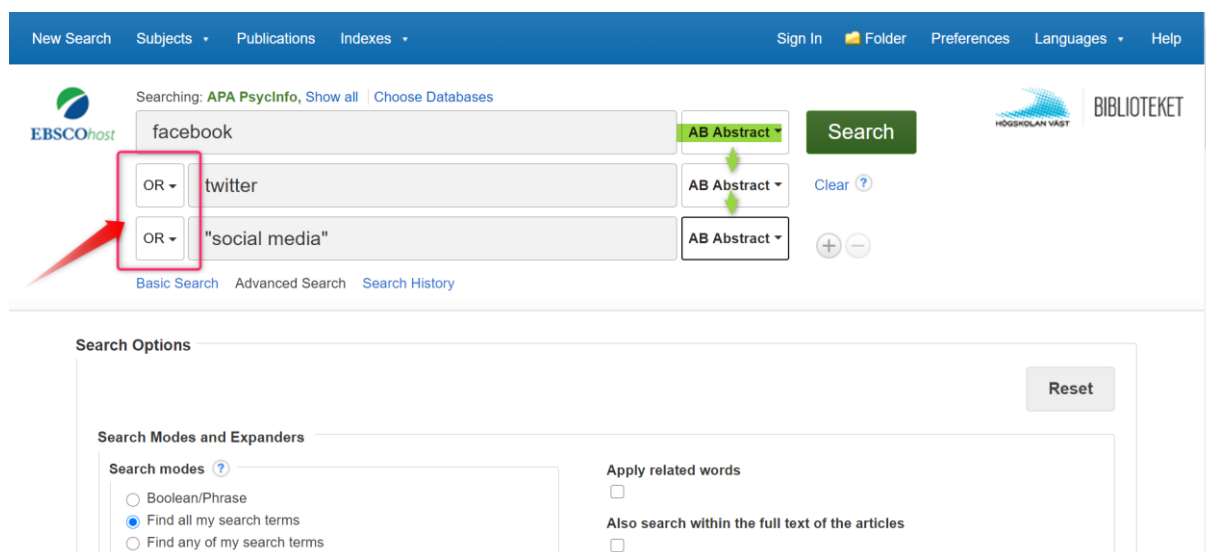 New Search Subjects Publications Indexes Sign In Folder Preferences Languages Help
Searching: APA PsycInfo, Show all | Choose Databases
EBSCOhost
facebook AB Abstract Search
HÖGSKOLAN VÄST BIBLIOTEKET
OR twitter AB Abstract Clear ?
OR "social media" AB Abstract + −
Basic Search Advanced Search Search History
Search Options
Reset
Search Modes and Expanders
Search modes ?
Boolean/Phrase
Find all my search terms
Find any of my search terms
Apply related words
Also search within the full text of the articles